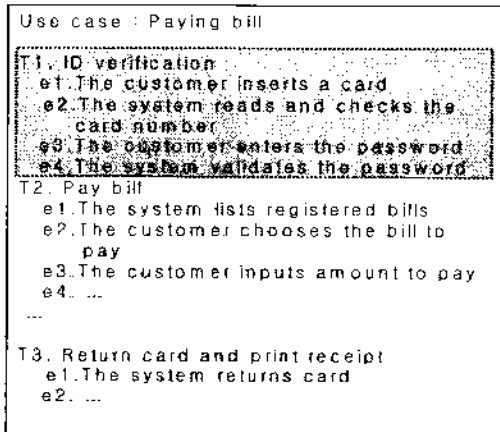 Use case : Paying bill
T1. ID verification
e1.The customer inserts a card
e2.The system reads and checks the
card number
e3.The customer enters the password
e4.The system validates the password
T2. Pay bill
e1.The system lists registered bills
e2.The customer chooses the bill to
pay
e3.The customer inputs amount to pay
e4. ...
...
T3. Return card and print receipt
e1.The system returns card
e2. ...